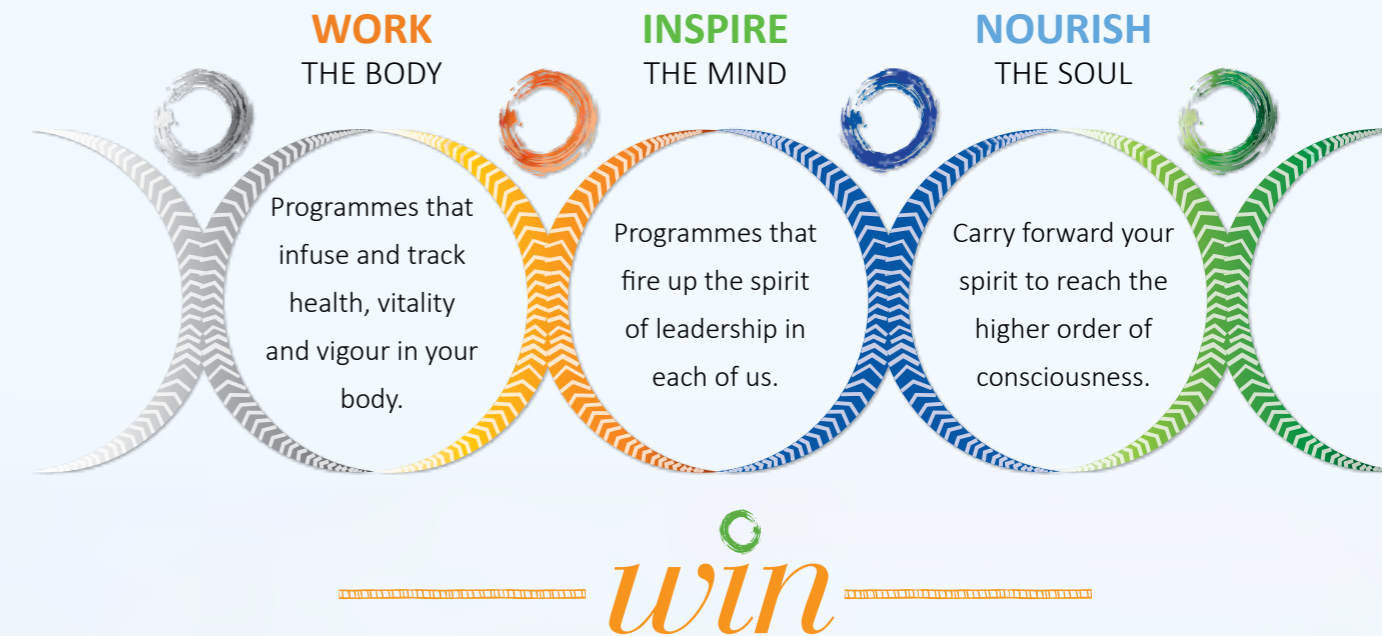 WORK
THE BODY
Programmes that
infuse and track
health, vitality
and vigour in your
body.
INSPIRE
THE MIND
Programmes that
fire up the spirit
of leadership in
each of us.
NOURISH
THE SOUL
Carry forward your
spirit to reach the
higher order of
consciousness.
win